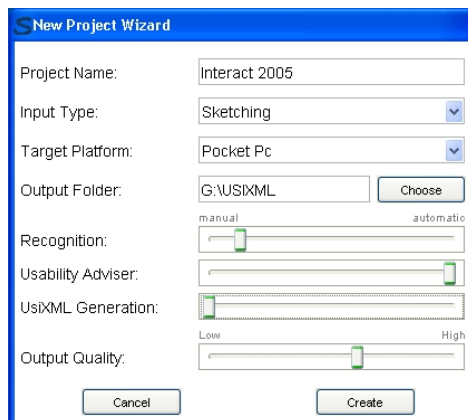 New Project Wizard
Project Name: Interact 2005
Input Type: Sketching
Target Platform: Pocket Pc
Output Folder: G:\USIXML Choose
manual automatic
Recognition:
Usability Adviser:
UsiXML Generation:
Low High
Output Quality:
Cancel Create